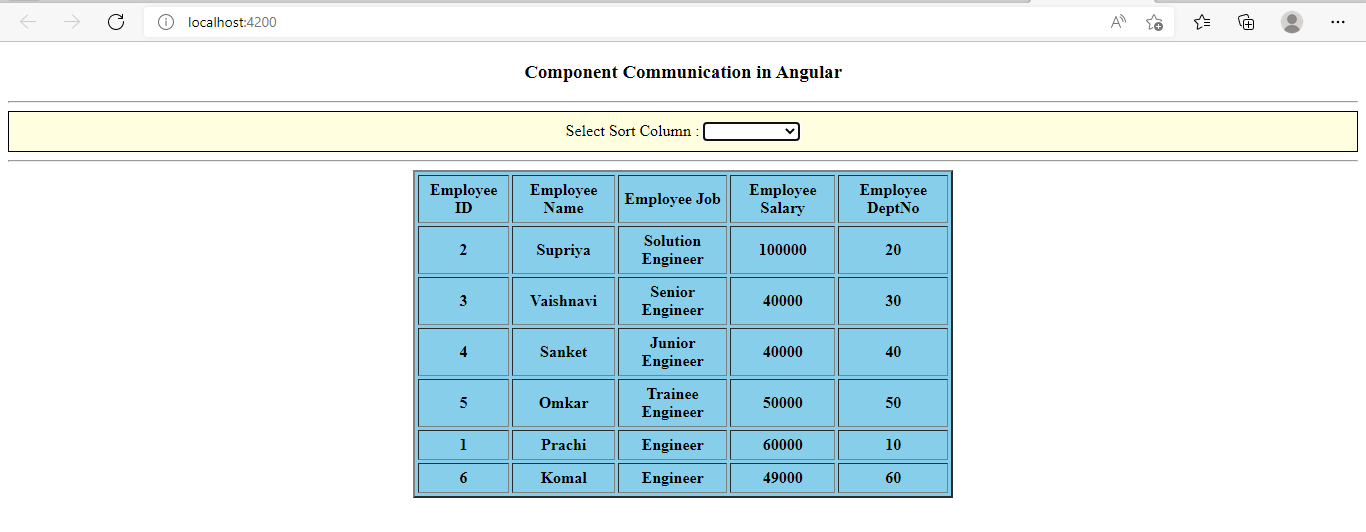 localhost:4200
Component Communication in Angular
Select Sort Column :
Employee ID Employee Name Employee Job Employee Salary Employee DeptNo
2 Supriya Solution Engineer 100000 20
3 Vaishnavi Senior Engineer 40000 30
4 Sanket Junior Engineer 40000 40
5 Omkar Trainee Engineer 50000 50
1 Prachi Engineer 60000 10
6 Komal Engineer 49000 60